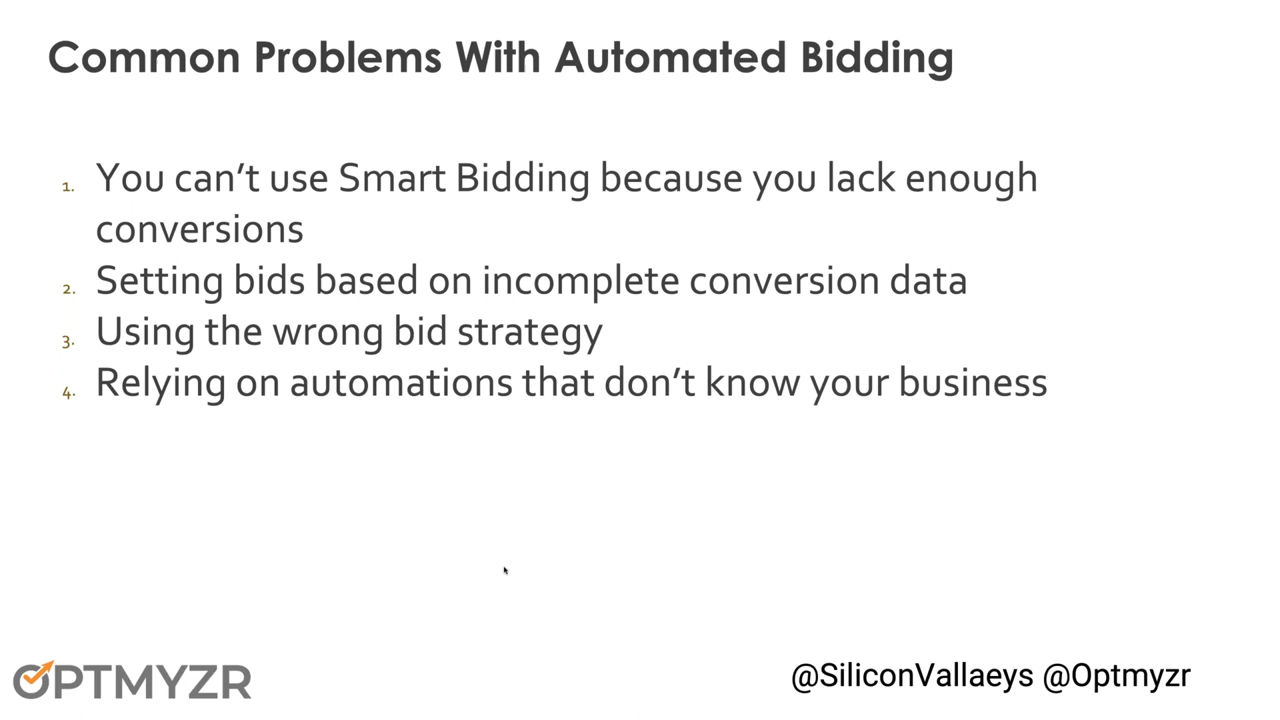 Common Problems With Automated Bidding
1. You can’t use Smart Bidding because you lack enough
conversions
2. Setting bids based on incomplete conversion data
3. Using the wrong bid strategy
4. Relying on automations that don’t know your business
OPTMYZR
@SiliconVallaeys @Optmyzr